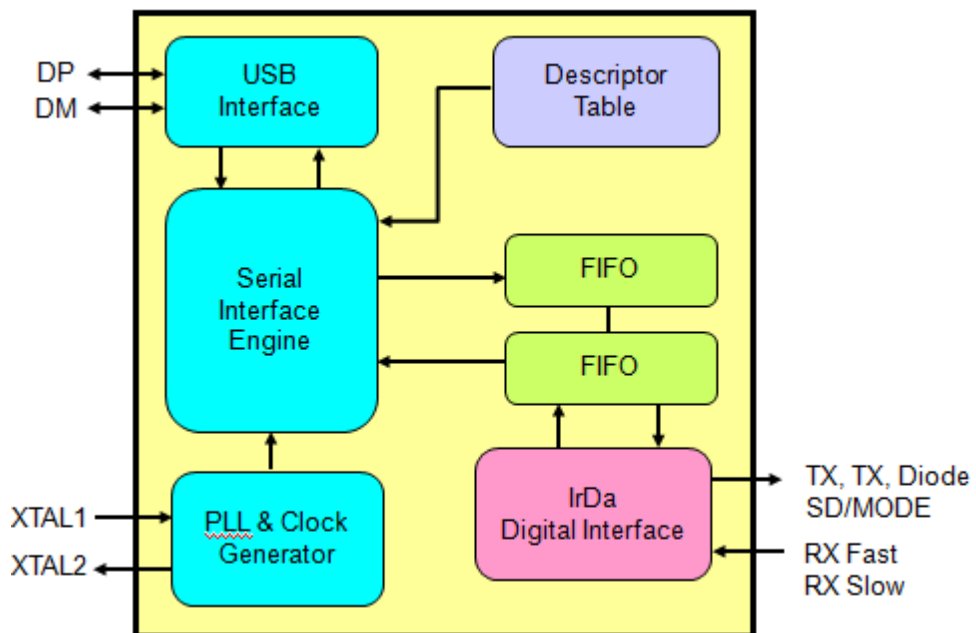 DP
DM
USB
Interface
Descriptor
Table
Serial
Interface
Engine
FIFO
FIFO
XTAL1
XTAL2
PLL & Clock
Generator
IrDa
Digital Interface
TX, TX, Diode
SD/MODE
RX Fast
RX Slow